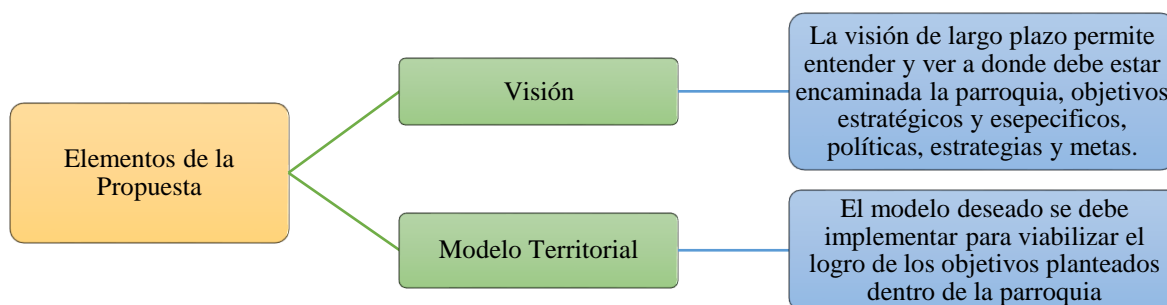 Elementos de la
Propuesta
Visión
La visión de largo plazo permite
entender y ver a donde debe estar
encaminada la parroquia, objetivos
estratégicos y esepecificos,
políticas, estrategias y metas.
Modelo Territorial
El modelo deseado se debe
implementar para viabilizar el
logro de los objetivos planteados
dentro de la parroquia